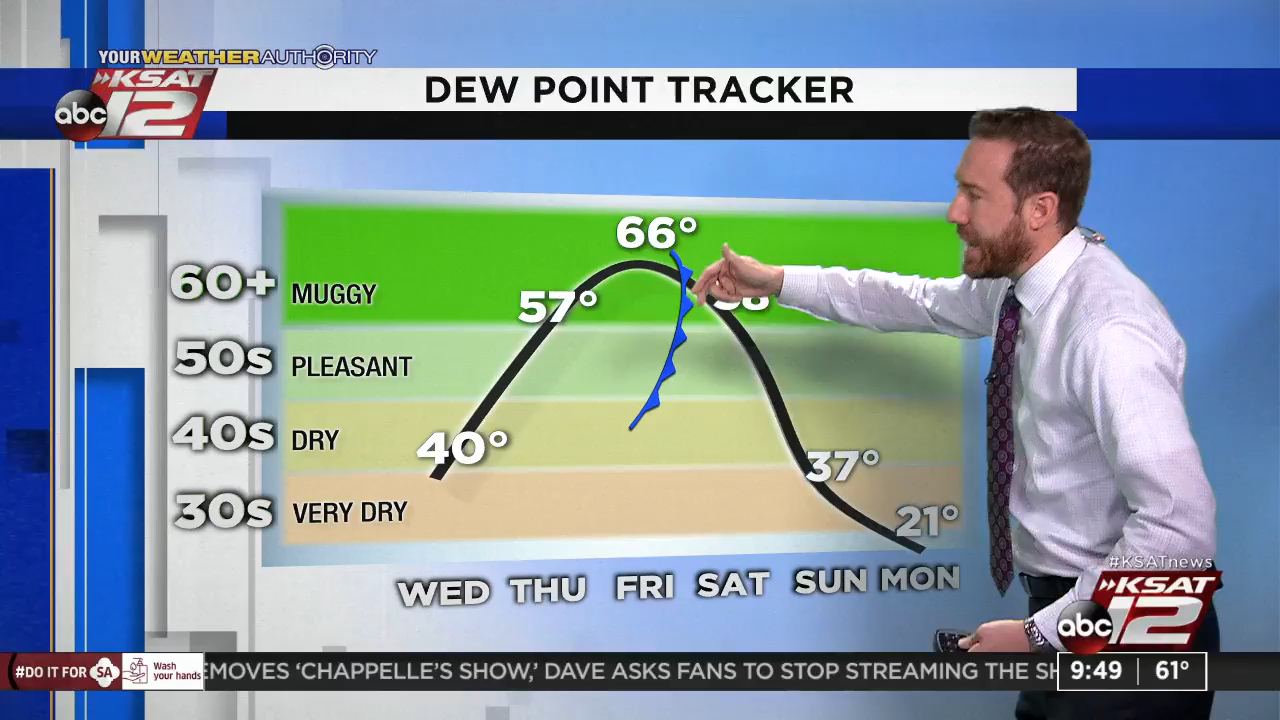 YOURWEATHERAUTHORITY
»KSAT
abc 12
DEW POINT TRACKER
66°
60+ MUGGY
57°
50s PLEASANT
40s DRY
40°
37°
30s VERY DRY
21°
WED THU FRI SAT SUN MON
#KSATnews
»KSAT
abc 12
#DO IT FOR SA
Wash
your hands
EMOVES ‘CHAPPELLE’S SHOW,’ DAVE ASKS FANS TO STOP STREAMING THE SH
9:49 61°